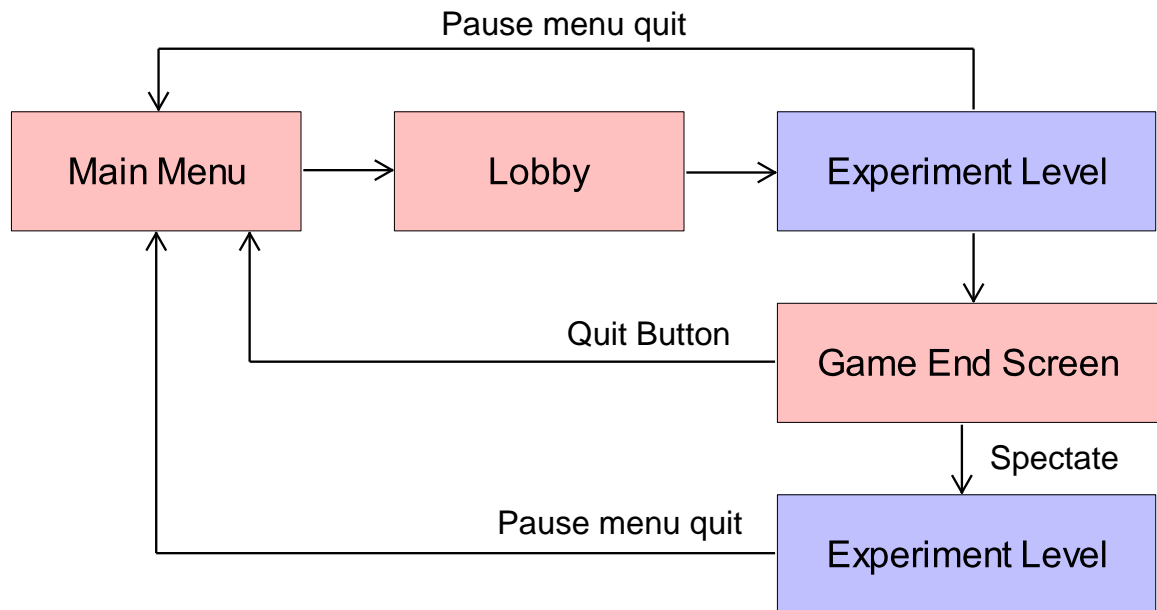 Pause menu quit
Main Menu
Lobby
Experiment Level
Quit Button
Game End Screen
Spectate
Pause menu quit
Experiment Level